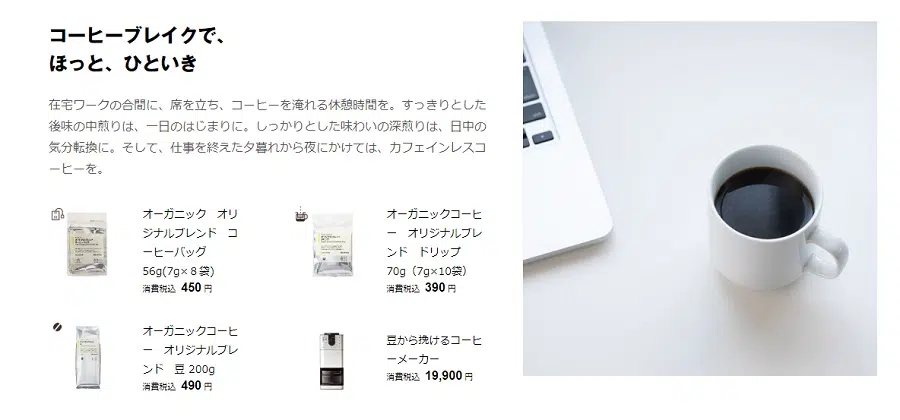 コーヒーブレイクで、
ほっと、ひといき
在宅ワークの合間に、席を立ち、コーヒーを淹れる休憩時間を。すっきりとした
後味の中煎りは、一日のはじまりに。しっかりとした味わいの深煎りは、日中の
気分転換に。そして、仕事を終えた夕暮れから夜にかけては、カフェインレスコ
ーヒーを。
オーガニック　オリ
ジナルブレンド　コ
ーヒーバッグ
56g(7g×８袋)
消費税込 450 円
オーガニックコーヒ
ー　オリジナルブレ
ンド　ドリップ
70g（7g×10袋）
消費税込 390 円
オーガニックコーヒ
ー　オリジナルブレ
ンド　豆 200g
消費税込 490 円
豆から挽けるコーヒ
ーメーカー
消費税込 19,900 円